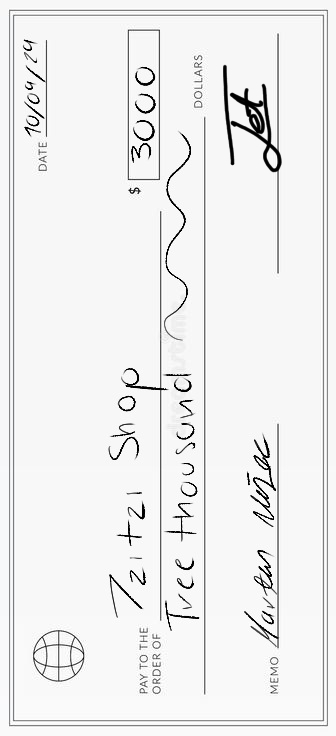 DATE 10/09/24
PAY TO THE ORDER OF Tzitzi Shop $ 3000
Tree thousand DOLLARS
MEMO